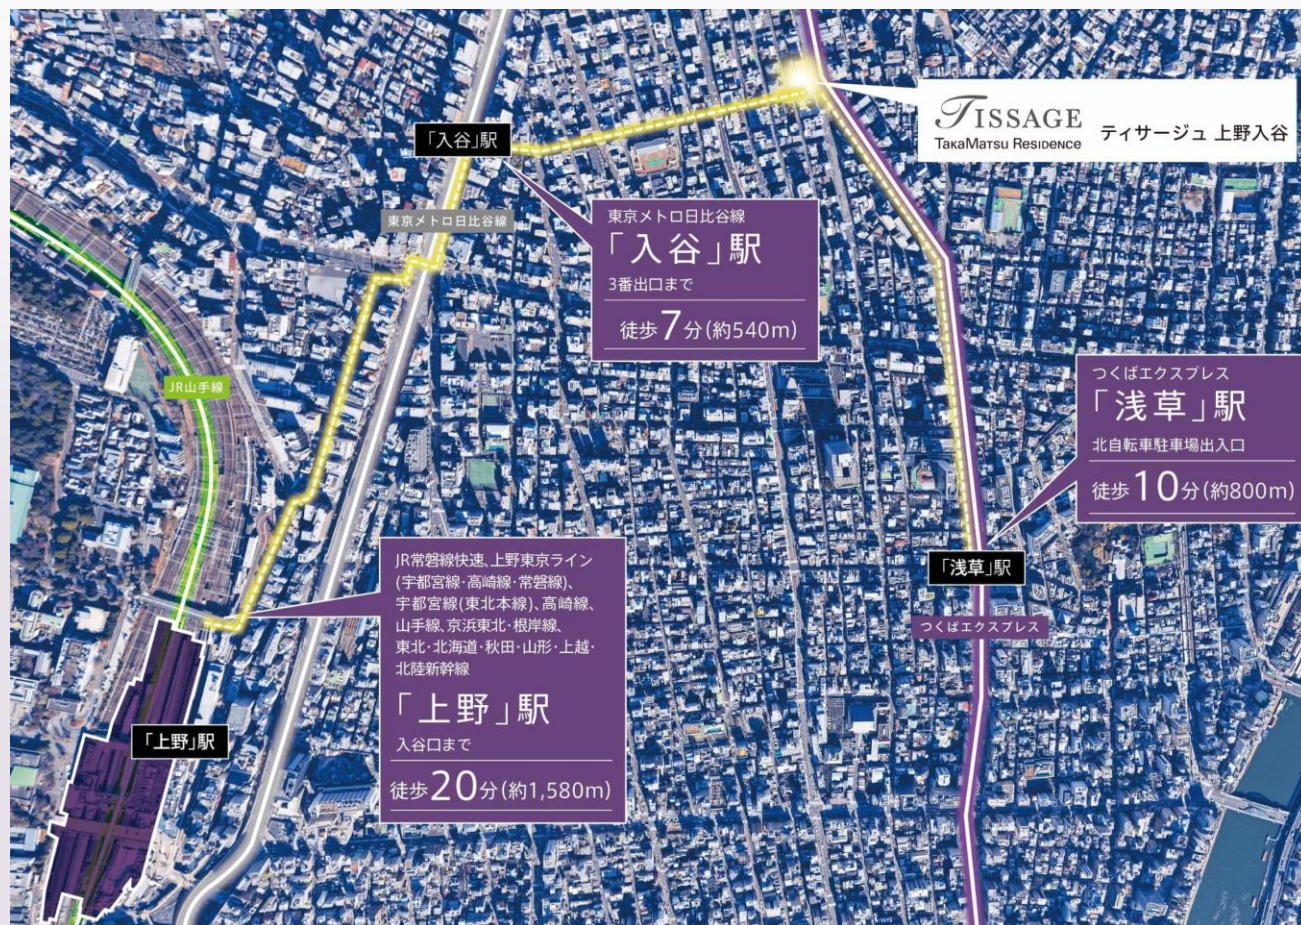 TISSAGE
TAKAMATSU RESIDENCE
ティサージュ 上野入谷
「入谷」駅
東京メトロ日比谷線
東京メトロ日比谷線
「入谷」駅
3番出口まで
徒歩7分(約540m)
JR山手線
つくばエクスプレス
「浅草」駅
北自転車駐車場出入口
徒歩10分(約800m)
「浅草」駅
つくばエクスプレス
JR常磐線快速、上野東京ライン
(宇都宮線・高崎線・常磐線)、
宇都宮線(東北本線)、高崎線、
山手線、京浜東北・根岸線、
東北・北海道・秋田・山形・上越・
北陸新幹線
「上野」駅
入谷口まで
徒歩20分(約1,580m)
「上野」駅